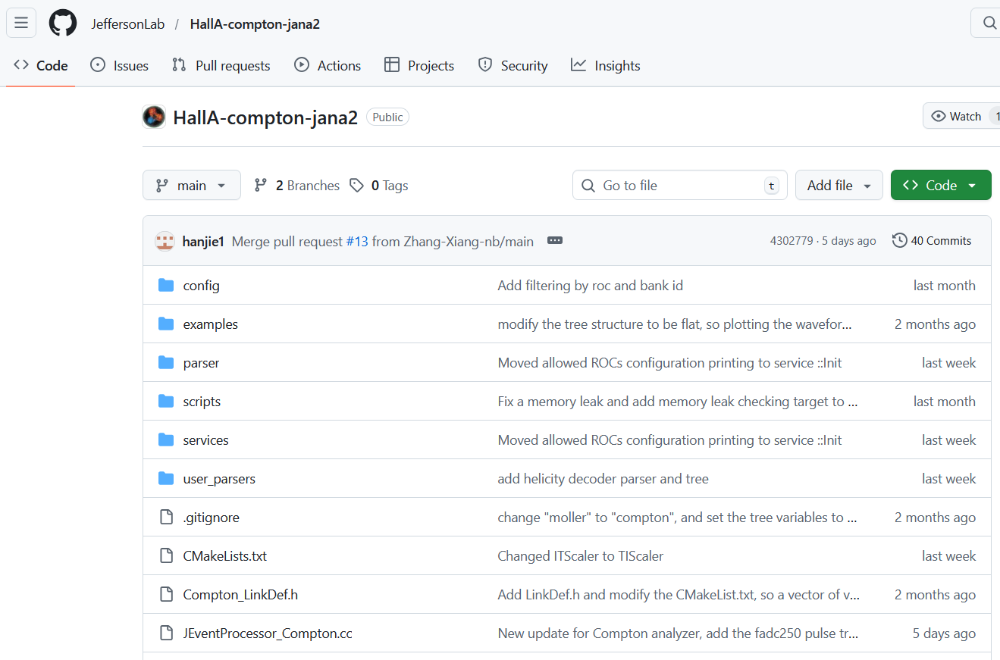 JeffersonLab / HallA-compton-jana2
Code Issues Pull requests Actions Projects Security Insights
HallA-compton-jana2 Public Watch 1
main 2 Branches 0 Tags Go to file t Add file Code
hanjie1 Merge pull request #13 from Zhang-Xiang-nb/main 4302779 · 5 days ago 40 Commits
config Add filtering by roc and bank id last month
examples modify the tree structure to be flat, so plotting the wavefor... 2 months ago
parser Moved allowed ROCs configuration printing to service ::Init last week
scripts Fix a memory leak and add memory leak checking target to ... last month
services Moved allowed ROCs configuration printing to service ::Init last week
user_parsers add helicity decoder parser and tree last week
.gitignore change "moller" to "compton", and set the tree variables to ... 2 months ago
CMakeLists.txt Changed ITScaler to TIScaler last week
Compton_LinkDef.h Add LinkDef.h and modify the CMakeList.txt, so a vector of v... 2 months ago
JEventProcessor_Compton.cc New update for Compton analyzer, add the fadc250 pulse tr... 5 days ago